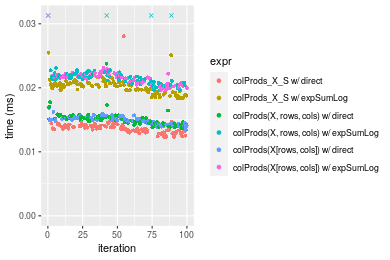 0.03
0.02
0.01
0.00
time (ms)
0
25
50
75
100
iteration
expr
colProds_X_S w/ direct
colProds_X_S w/ expSumLog
colProds(X, rows, cols) w/ direct
colProds(X, rows, cols) w/ expSumLog
colProds(X[rows, cols]) w/ direct
colProds(X[rows, cols]) w/ expSumLog